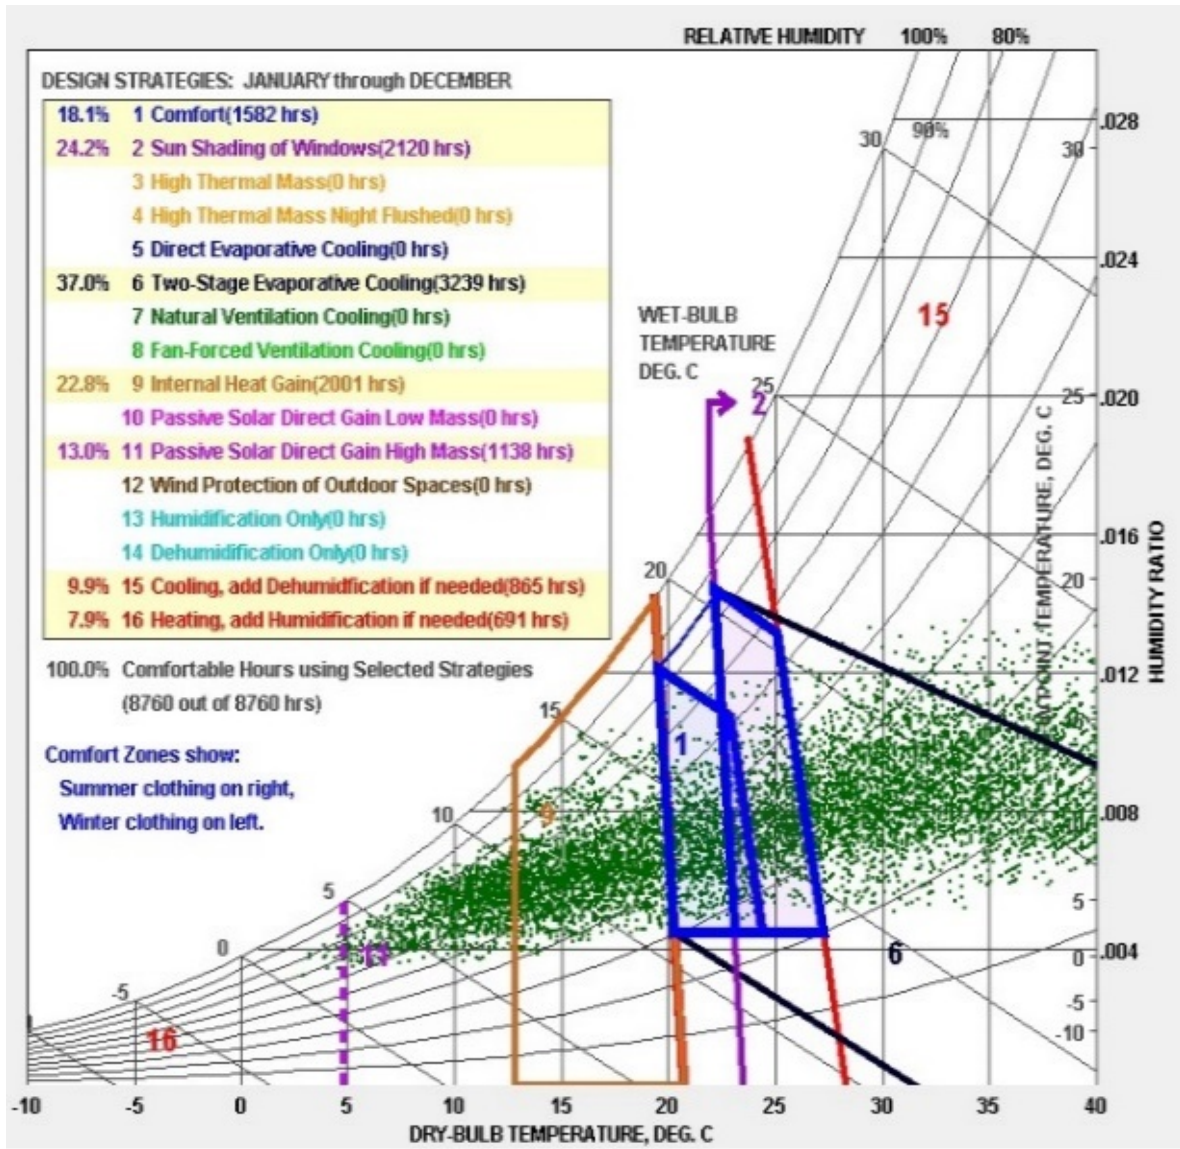 RELATIVE HUMIDITY 100% 80%
DESIGN STRATEGIES: JANUARY through DECEMBER
18.1% 1 Comfort(1582 hrs)
24.2% 2 Sun Shading of Windows(2120 hrs)
3 High Thermal Mass(0 hrs)
4 High Thermal Mass Night Flushed(0 hrs)
5 Direct Evaporative Cooling(0 hrs)
37.0% 6 Two-Stage Evaporative Cooling(3239 hrs)
7 Natural Ventilation Cooling(0 hrs)
8 Fan-Forced Ventilation Cooling(0 hrs)
22.8% 9 Internal Heat Gain(2001 hrs)
10 Passive Solar Direct Gain Low Mass(0 hrs)
13.0% 11 Passive Solar Direct Gain High Mass(1138 hrs)
12 Wind Protection of Outdoor Spaces(0 hrs)
13 Humidification Only(0 hrs)
14 Dehumidification Only(0 hrs)
9.9% 15 Cooling, add Dehumidfication if needed(865 hrs)
7.9% 16 Heating, add Humidification if needed(691 hrs)
100.0% Comfortable Hours using Selected Strategies
(8760 out of 8760 hrs)
Comfort Zones show:
Summer clothing on right,
Winter clothing on left.
WET-BULB
TEMPERATURE
DEG. C
90%
30
25
20
15
10
5
0
-5
15
2
1
9
11
6
16
30
25
20
5
0
-5
-10
TEMPERATURE, DEG. C
.028
.024
.020
.016
.012
.008
.004
HUMIDITY RATIO
-10 -5 0 5 10 15 20 25 30 35 40
DRY-BULB TEMPERATURE, DEG. C